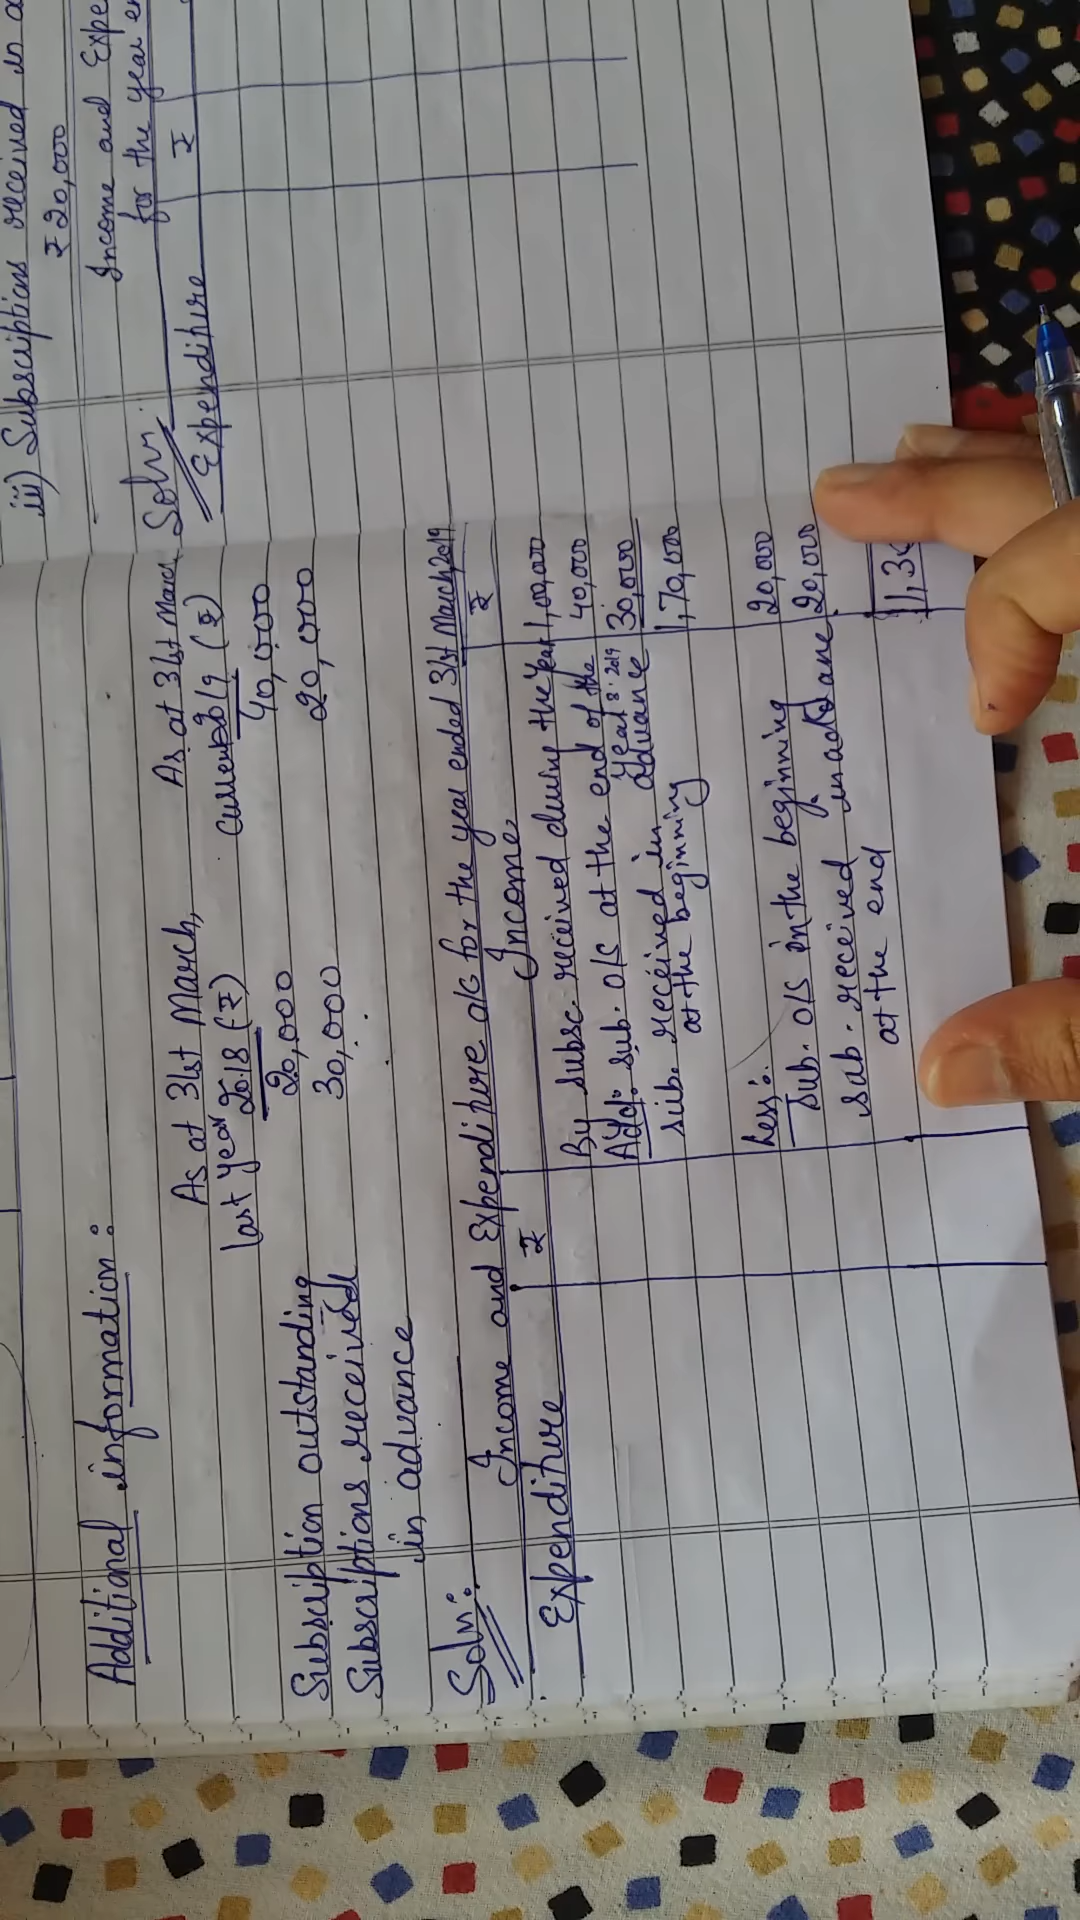 Additional information:
As at 31st March, As at 31st March
last year 2018 (₹) current 2019 (₹)
Subscription outstanding 20,000 40,000
Subscriptions received 30,000 20,000
in advance
Soln:
Income and Expenditure a/c for the year ended 31st March, 2019
Expenditure ₹ Income ₹
By Subsc. received during the year 1,00,000
Add: Sub. o/s at the end of the 40,000
year 3. 2019
sub. received in advance 30,000
at the beginning 1,70,000
Less:
Sub. o/s in the beginning 20,000
sub. received in advance 20,000
at the end
1,30
iii) Subscriptions received in a
₹ 20,000
Soln. Income and Expe
for the year en
Expenditure ₹